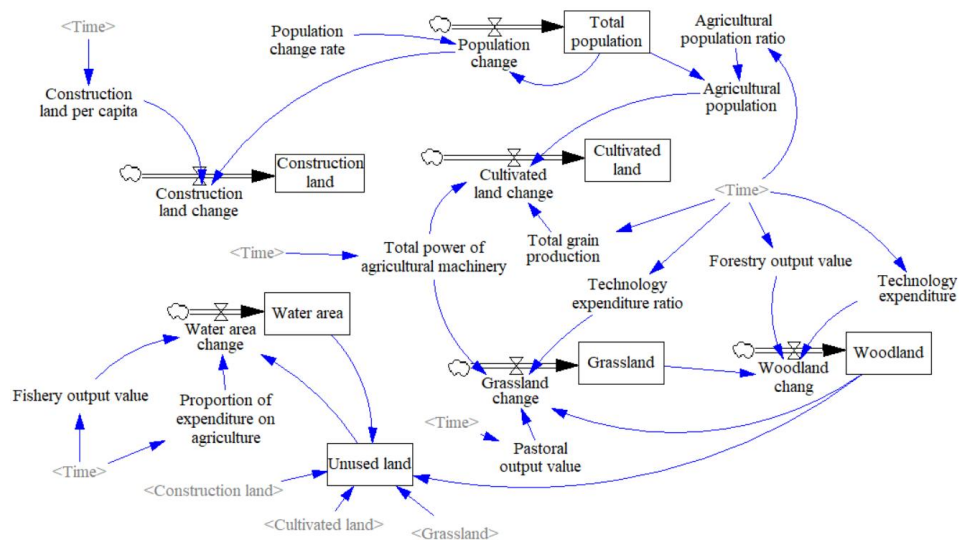 <Time>
Population
change rate
Population
change
Total
population
Agricultural
population ratio
Agricultural
population
Construction
land per capita
Construction
land change
Construction
land
Cultivated
land change
Cultivated
land
<Time>
<Time>
Total power of
agricultural machinery
Total grain
production
Technology
expenditure ratio
Forestry output value
Technology
expenditure
Water area
change
Water area
Grassland
change
Grassland
Woodland
chang
Woodland
Fishery output value
Proportion of
expenditure on
agriculture
<Time>
Pastoral
output value
<Time>
Unused land
<Construction land>
<Cultivated land>
<Grassland>